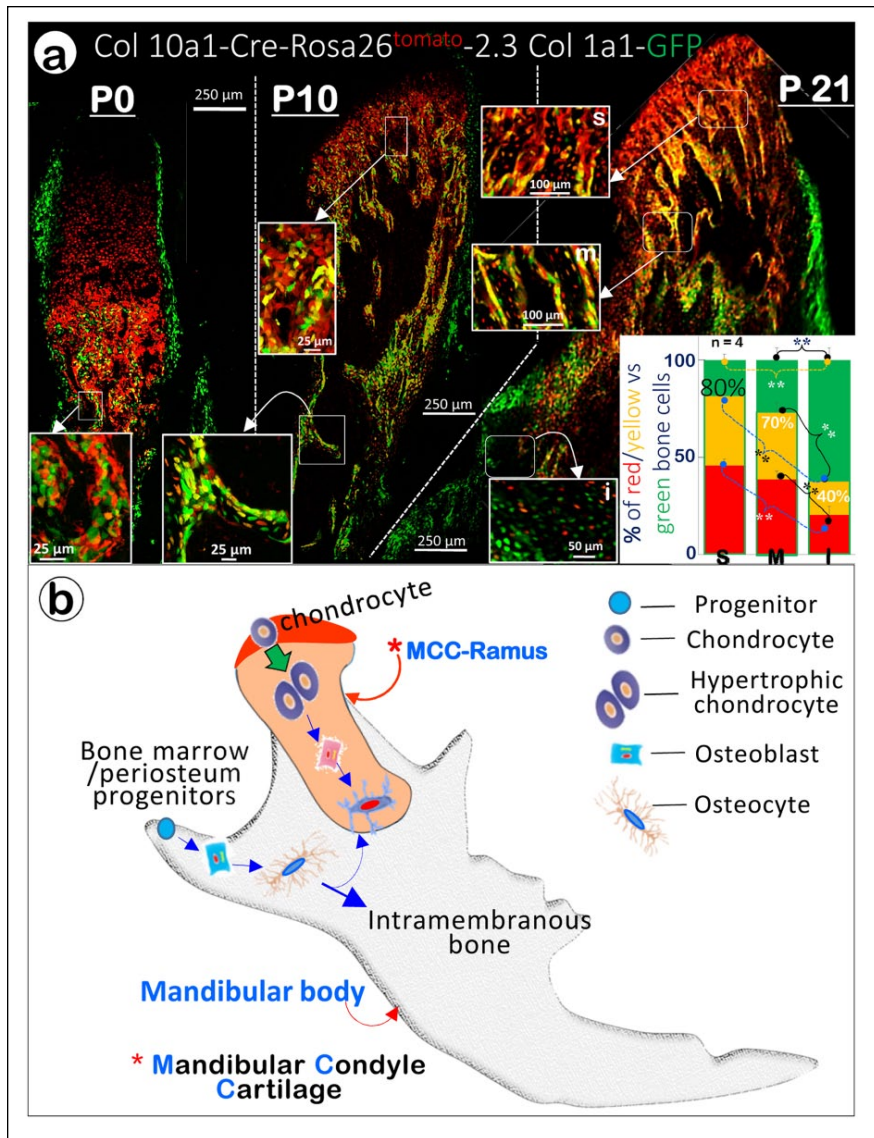 a Col 10a1-Cre-Rosa26tomato-2.3 Col 1a1-GFP
P0
250 µm
P10
P 21
s
100 µm
m
100 µm
25 µm
250 µm
25 µm
25 µm
250 µm
i
50 µm
n = 4
**
100
80%
**
70%
**
**
50
**
40%
**
0
S M I
% of red/yellow vs
green bone cells
b
chondrocyte
* MCC-Ramus
Bone marrow
/periosteum
progenitors
Intramembranous
bone
Mandibular body
* Mandibular Condyle
Cartilage
Progenitor
Chondrocyte
Hypertrophic
chondrocyte
Osteoblast
Osteocyte